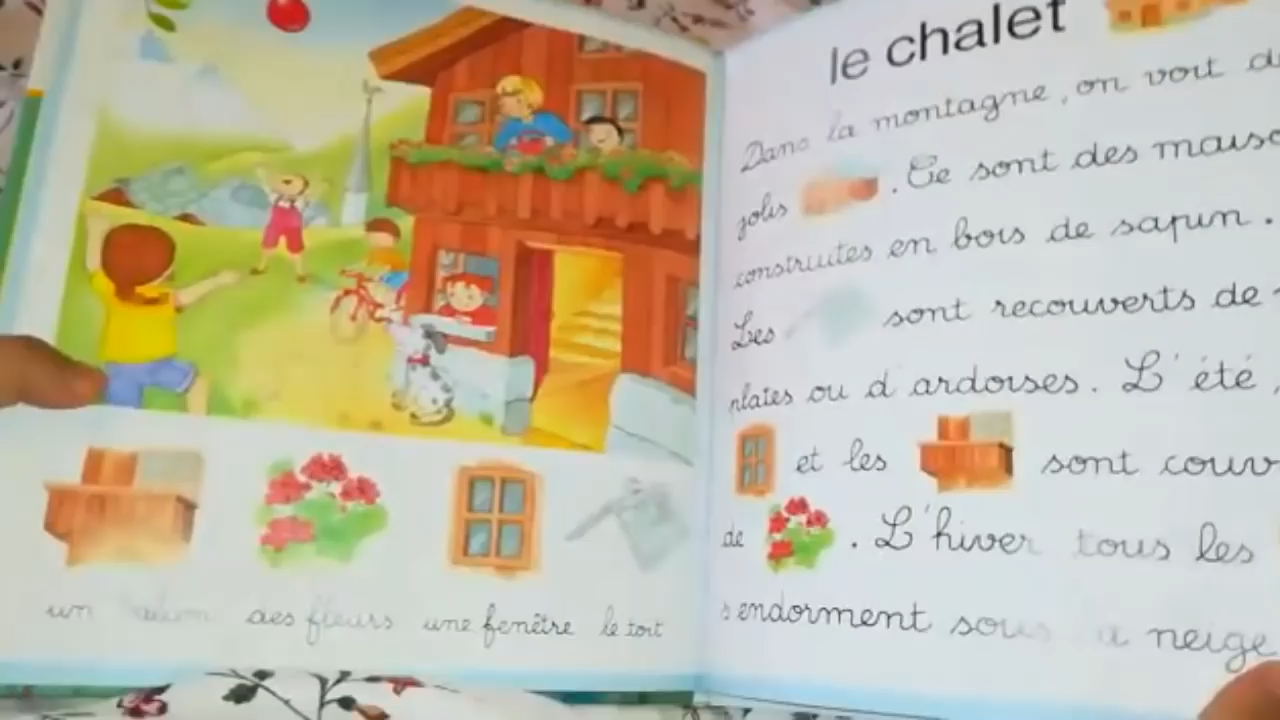 un des fleurs une fenêtre le toit
le chalet
Dans la montagne, on voit
jolis . Ce sont des
construites en bois de sapin.
Les sont recouverts de
plates ou d'ardoises. L'été,
et les sont
de . L'hiver tous les
s'endorment sous la neige